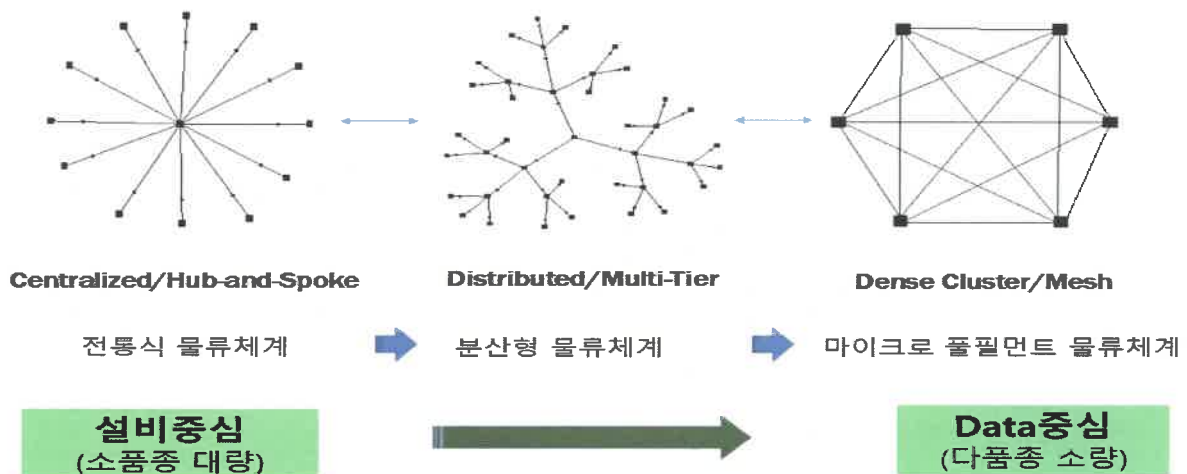 Centralized/Hub-and-Spoke
Distributed/Multi-Tier
Dense Cluster/Mesh
전통식 물류체계
분산형 물류체계
마이크로 풀필먼트 물류체계
설비중심
(소품종 대량)
Data중심
(다품종 소량)